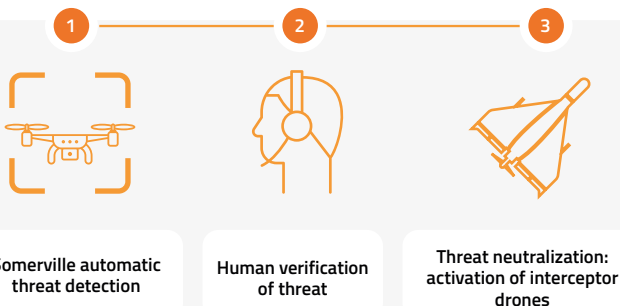 1
2
3
Somerville automatic
threat detection
Human verification
of threat
Threat neutralization:
activation of interceptor
drones